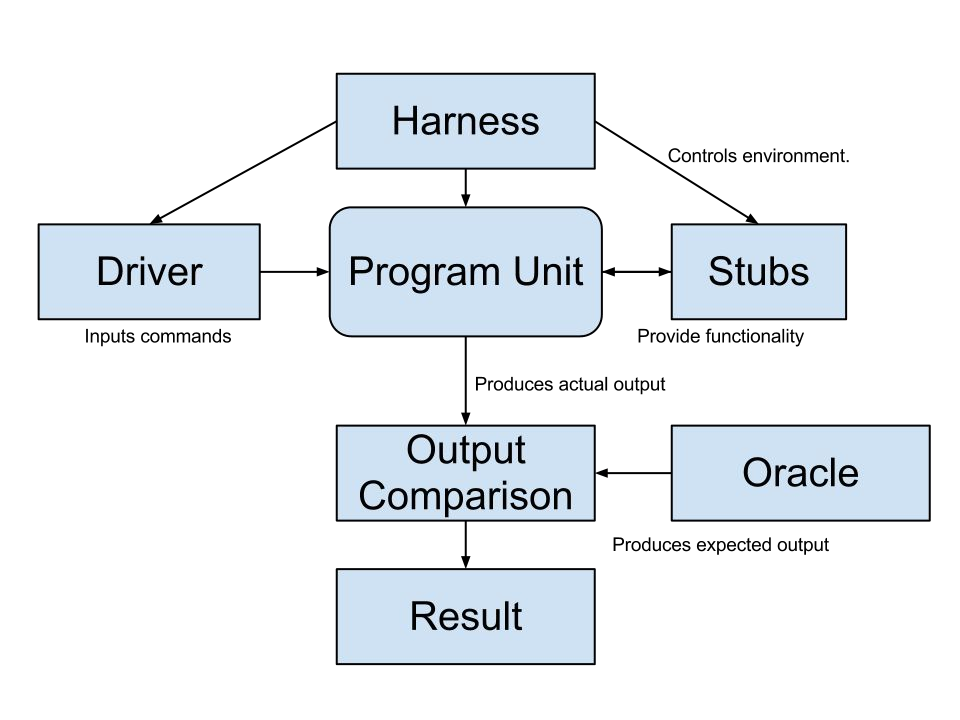 Harness
Controls environment.
Driver
Program Unit
Stubs
Inputs commands
Provide functionality
Produces actual output
Output
Comparison
Oracle
Produces expected output
Result